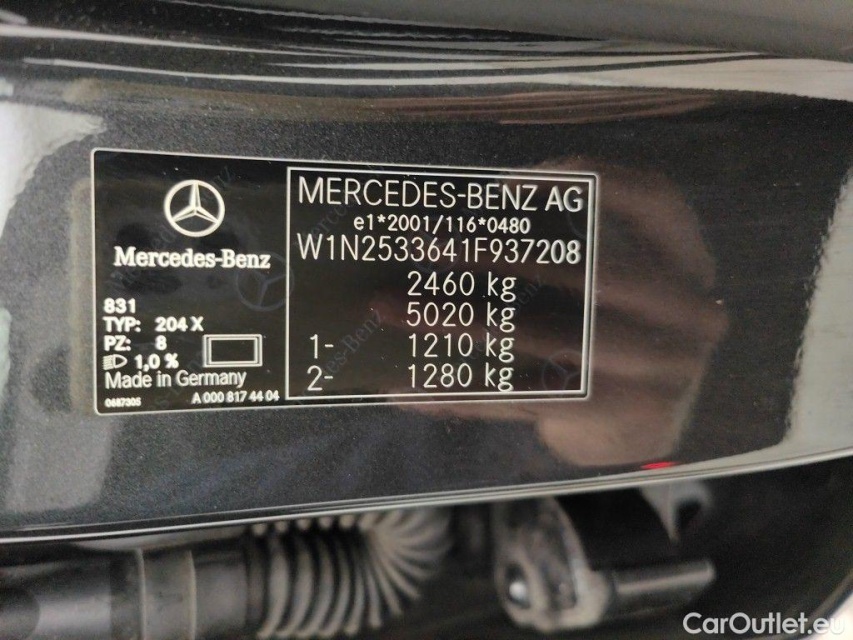 Mercedes-Benz
831
TYP: 204 X
PZ: 8
1,0 %
Made in Germany
0687305
A 000 817 44 04
MERCEDES-BENZ AG
e1*2001/116*0480
W1N2533641F937208
2460 kg
5020 kg
1- 1210 kg
2- 1280 kg
CarOutlet.eu